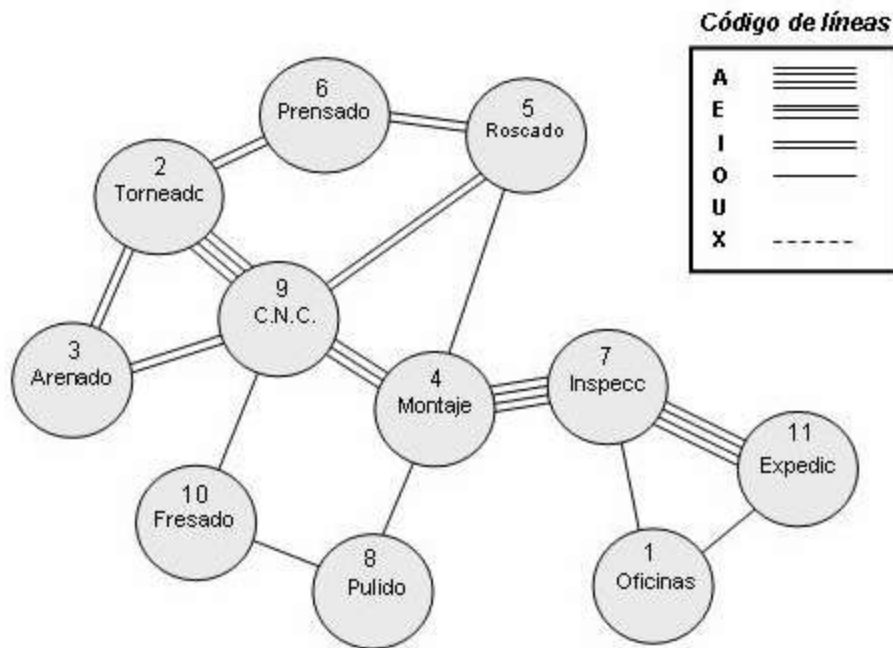 Código de líneas
A
E
I
O
U
X
6
Prensado
5
Roscado
2
Torneadc
9
C.N.C.
3
Arenado
4
Montaje
7
Inspecc
11
Expedic
10
Fresado
8
Pulido
1
Oficinas